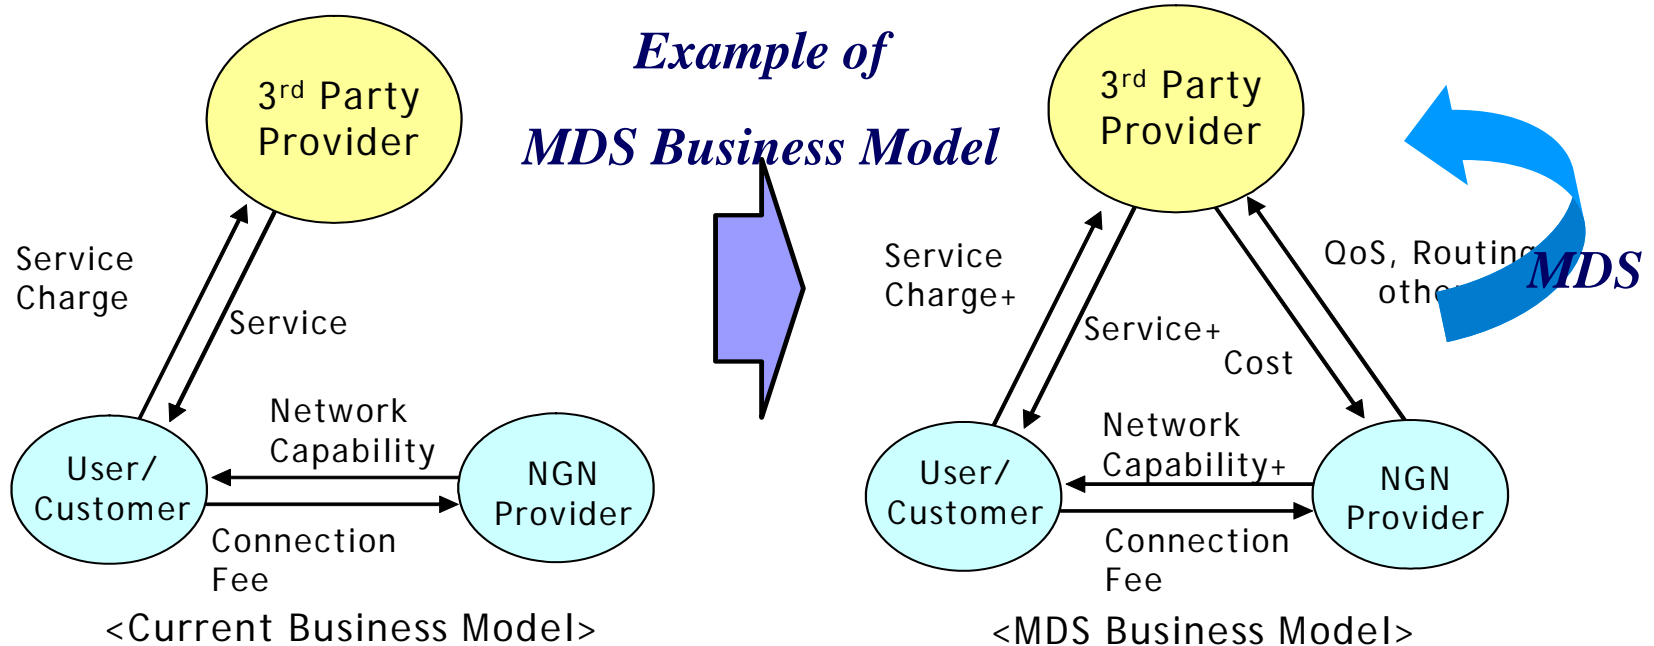 Example of
MDS Business Model
3rd Party
Provider
Service
Charge
Service
Network
Capability
User/
Customer
NGN
Provider
Connection
Fee
<Current Business Model>
3rd Party
Provider
Service
Charge+
Service+
Cost
QoS, Routing
MDS
Network
Capability+
User/
Customer
NGN
Provider
Connection
Fee
<MDS Business Model>